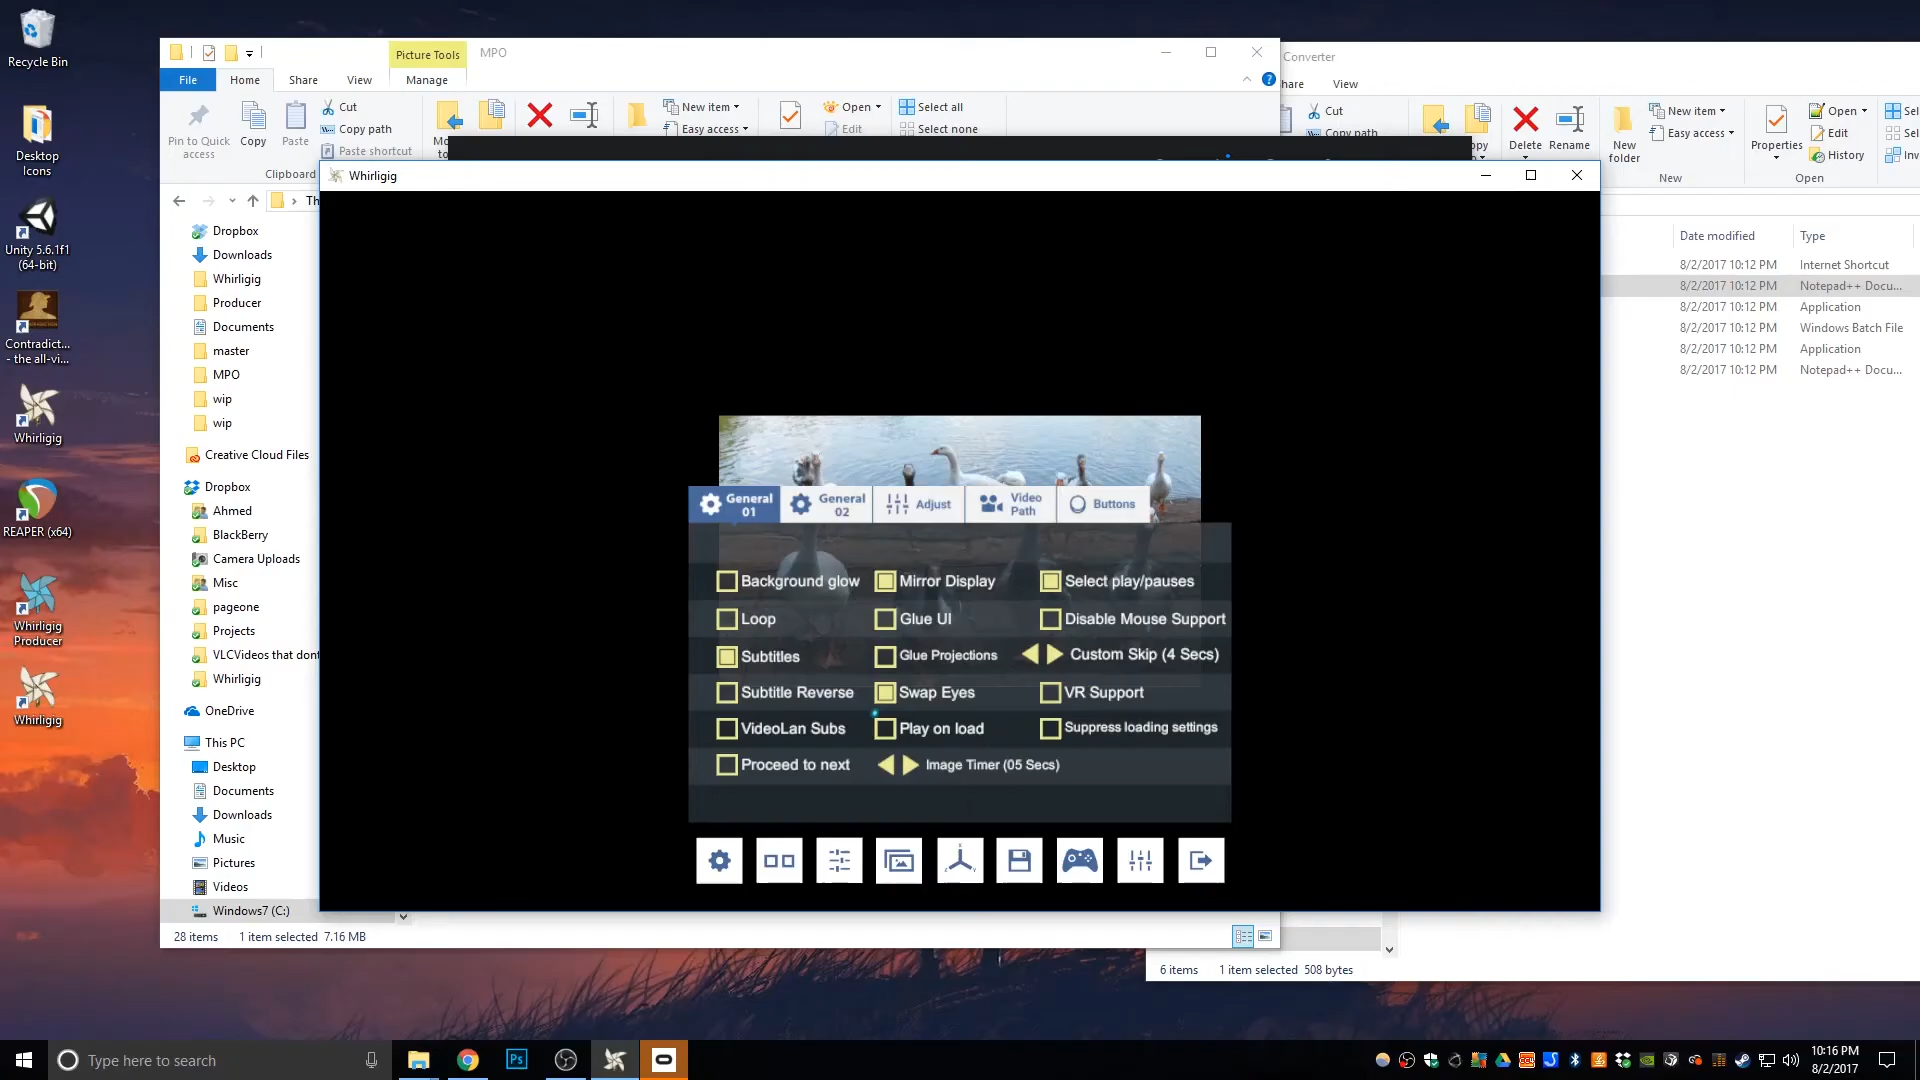 Recycle Bin
Desktop
Icons
Unity 5.6.1f1
(64-bit)
Contradict...
- the all-vi...
Whirligig
REAPER (x64)
Whirligig
Producer
Whirligig
Picture Tools
MPO
File
Home
Share
View
Manage
Pin to Quick
access
Copy
Paste
Cut
Copy path
Paste shortcut
Clipboard
New item
Easy access
Open
Edit
Select all
Select none
Dropbox
Downloads
Whirligig
Producer
Documents
master
MPO
wip
wip
Creative Cloud Files
Dropbox
Ahmed
BlackBerry
Camera Uploads
Misc
pageone
Projects
VLCVideos that dont
Whirligig
OneDrive
This PC
Desktop
Documents
Downloads
Music
Pictures
Videos
Windows7 (C:)
28 items
1 item selected 7.16 MB
Whirligig
General
01
General
02
Adjust
Video
Path
Buttons
Background glow
Mirror Display
Select play/pauses
Loop
Glue UI
Disable Mouse Support
Subtitles
Glue Projections
Custom Skip (4 Secs)
Subtitle Reverse
Swap Eyes
VR Support
VideoLan Subs
Play on load
Suppress loading settings
Proceed to next
Image Timer (05 Secs)
Converter
View
Cut
Copy path
Delete
Rename
New
folder
New item
Easy access
New
Properties
Open
Edit
History
Open
Date modified
Type
8/2/2017 10:12 PM
Internet Shortcut
8/2/2017 10:12 PM
Notepad++ Docu...
8/2/2017 10:12 PM
Application
8/2/2017 10:12 PM
Windows Batch File
8/2/2017 10:12 PM
Application
8/2/2017 10:12 PM
Notepad++ Docu...
6 items
1 item selected 508 bytes
Type here to search
Ps
10:16 PM
8/2/2017